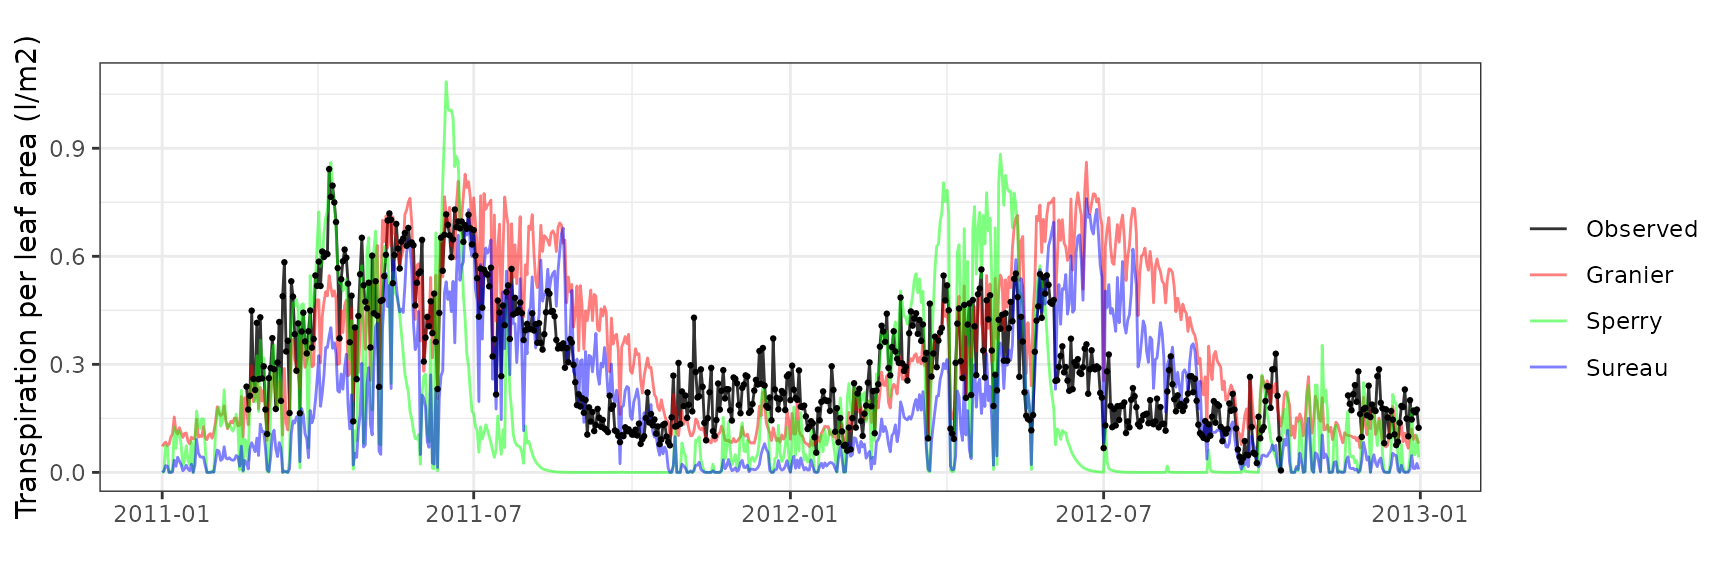 Transpiration per leaf area (l/m2)
0.9
0.6
0.3
0.0
2011-01
2011-07
2012-01
2012-07
2013-01
Observed
Granier
Sperry
Sureau